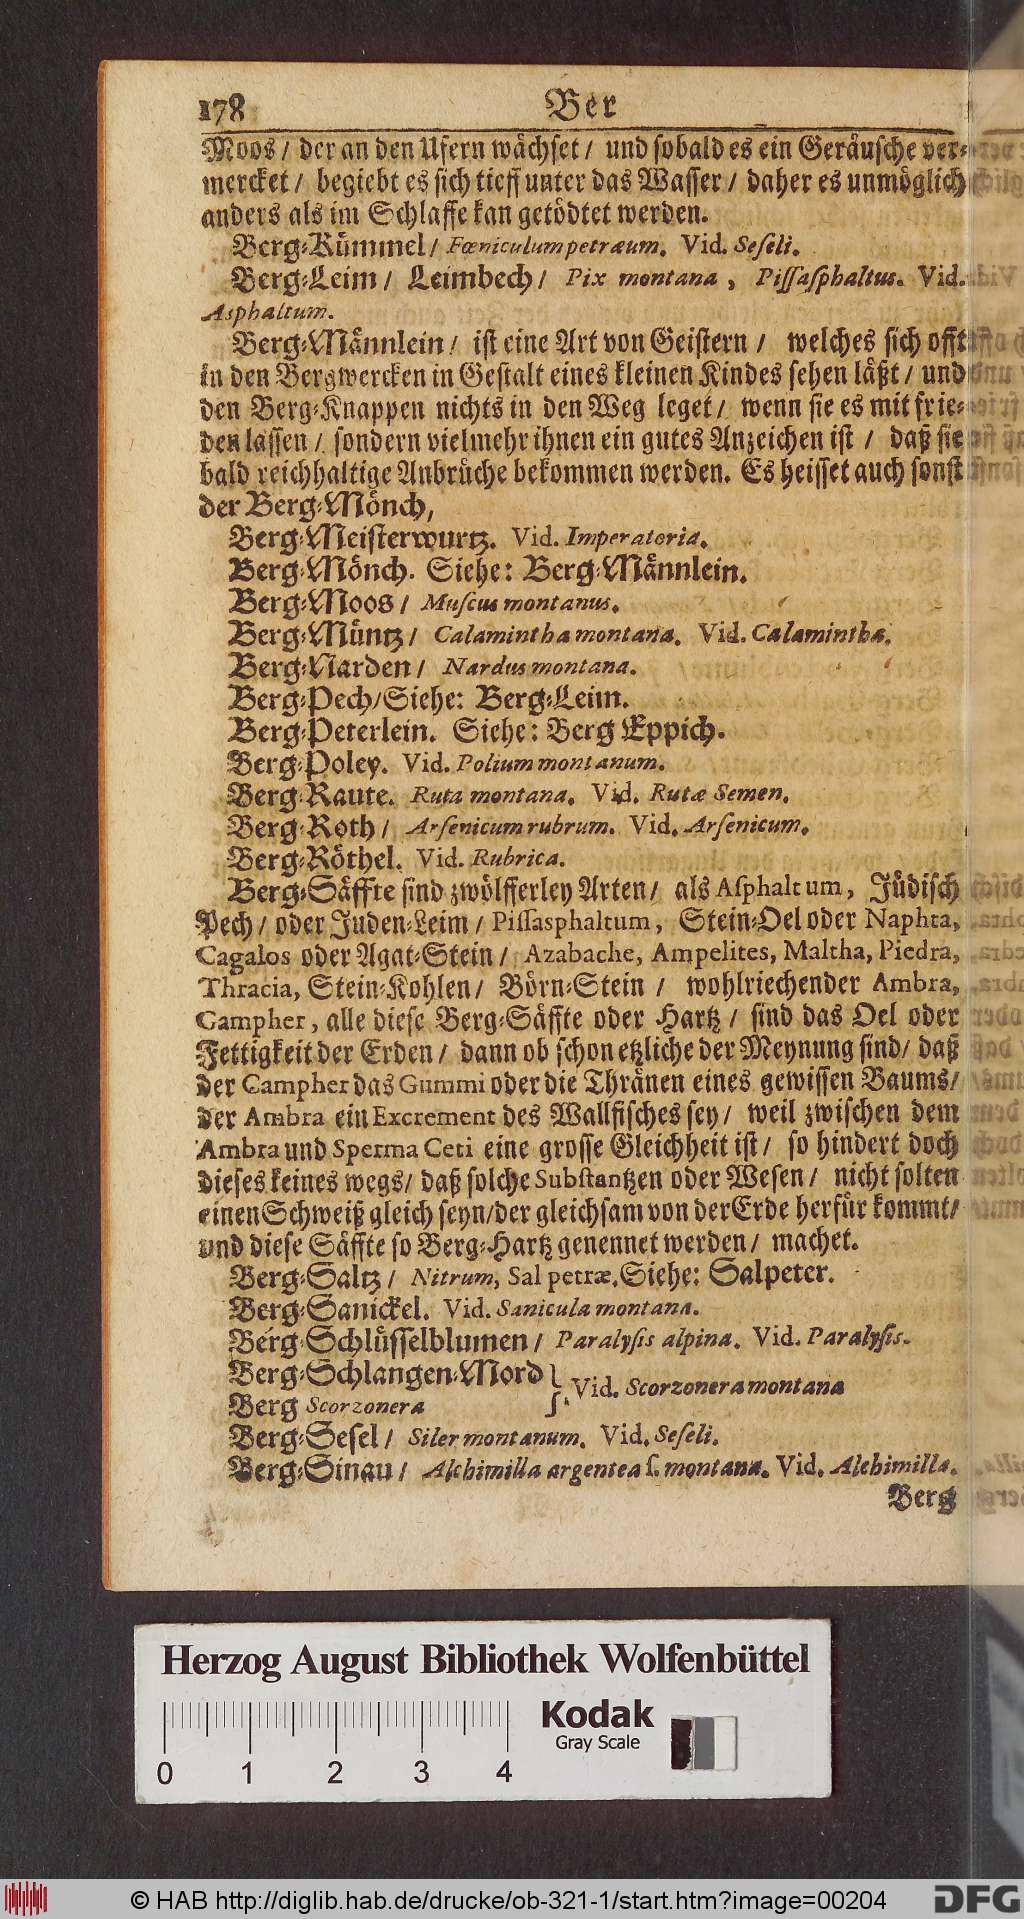 178 Ber
Moos / der an den Ufern wächset / und sobald es ein Geräusche ver-
mercket / begiebt es sich tieff unter das Wasser / daher es unmöglich
anders als im Schlaffe kan getödtet werden.
Berg-Kümmel / Fœniculum petræum. Vid. Seseli.
Berg-Leim / Leimbech / Pix montana, Pissasphaltus. Vid.
Asphaltum.
Berg-Männlein / ist eine Art von Geistern / welches sich offt
in den Bergwercken in Gestalt eines kleinen Kindes sehen läßt / und
den Berg-Knappen nichts in den Weg leget / wenn sie es mit frie-
den lassen / sondern vielmehr ihnen ein gutes Anzeichen ist / daß sie
bald reichhaltige Anbrüche bekommen werden. Es heisset auch sonst
der Berg-Mönch,
Berg-Meisterwurtz. Vid. Imperatoria.
Berg-Mönch. Siehe: Berg-Männlein.
Berg-Moos / Muscus montanus.
Berg-Müntz / Calamintha montana. Vid. Calamintha.
Berg-Narden / Nardus montana.
Berg-Pech / Siehe: Berg-Leim.
Berg-Peterlein. Siehe: Berg Eppich.
Berg-Poley. Vid. Polium montanum.
Berg-Raute. Ruta montana. Vid. Rutæ Semen.
Berg-Roth / Arsenicum rubrum. Vid. Arsenicum.
Berg-Röthel. Vid. Rubrica.
Berg-Säffte sind zwölfferley Arten / als Asphaltum, Jüdisch
Pech / oder Juden-Leim / Pissasphaltum, Stein-Oel oder Naphta,
Gagalos oder Agat-Stein / Azabache, Ampelites, Maltha, Piedra,
Thracia, Stein-Kohlen / Börn-Stein / wohlriechender Ambra,
Campher, alle diese Berg-Säffte oder Hartz / sind das Oel oder
Fettigkeit der Erden / dann ob schon etzliche der Meynung sind / daß
der Campher das Gummi oder die Thränen eines gewissen Baums /
der Ambra ein Excrement des Wallfisches sey / weil zwischen dem
Ambra und Sperma Ceti eine grosse Gleichheit ist / so hindert doch
dieses keines wegs / daß solche Substantzen oder Wesen / nicht solten
einen Schweiß gleich seyn / der gleichsam von der Erde herfür kommt /
und diese Säffte so Berg-Hartz genennet werden / machet.
Berg-Saltz / Nitrum, Sal petræ, Siehe: Salpeter.
Berg-Sanickel. Vid. Sanicula montana.
Berg-Schlüsselblumen / Paralysis alpina. Vid. Paralysis.
Berg-Schlangen-Mord } Vid. Scorzonera montana
Berg Scorzonera
Berg-Sesel / Siler montanum. Vid. Seseli.
Berg-Sinau / Alchimilla argentea s. montana. Vid. Alchimilla.
Berg
Herzog August Bibliothek Wolfenbüttel
0 1 2 3 4
Kodak
Gray Scale
© HAB http://diglib.hab.de/drucke/ob-321-1/start.htm?image=00204
DFG